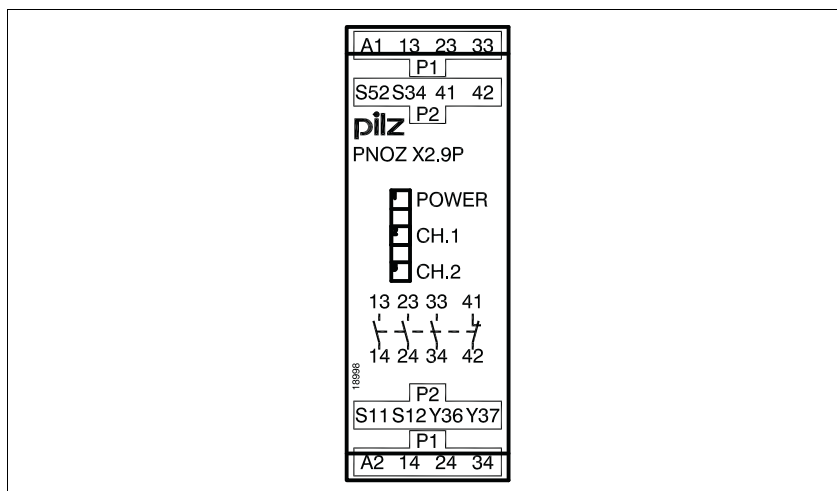 A1 13 23 33
P1
S52 S34 41 42
P2
pilz
PNOZ X2.9P
POWER
CH.1
CH.2
13 23 33 41
14 24 34 42
18998
P2
S11 S12 Y36 Y37
P1
A2 14 24 34